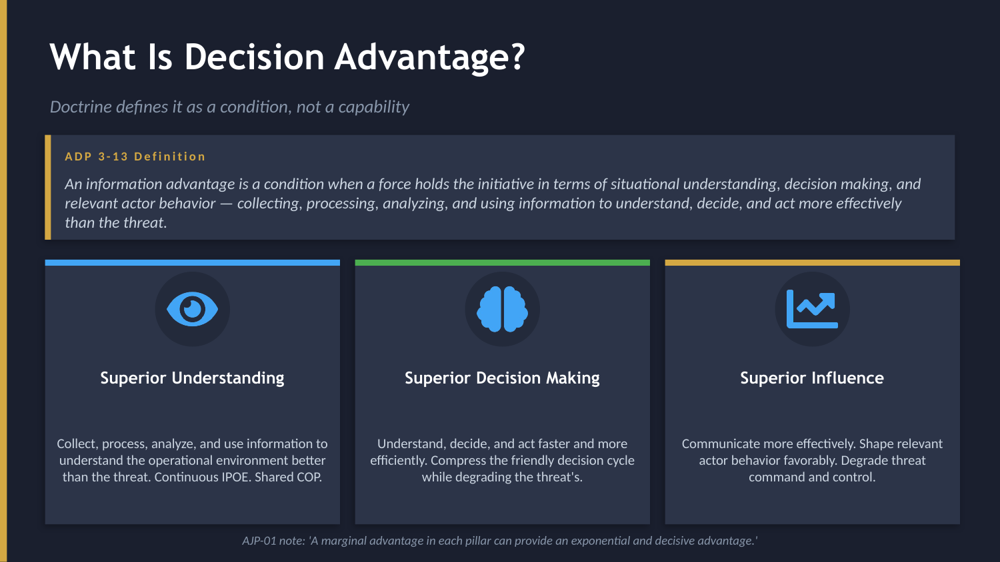 What Is Decision Advantage?
Doctrine defines it as a condition, not a capability
ADP 3-13 Definition
An information advantage is a condition when a force holds the initiative in terms of situational understanding, decision making, and
relevant actor behavior — collecting, processing, analyzing, and using information to understand, decide, and act more effectively
than the threat.
Superior Understanding
Collect, process, analyze, and use information to
understand the operational environment better
than the threat. Continuous IPOE. Shared COP.
Superior Decision Making
Understand, decide, and act faster and more
efficiently. Compress the friendly decision cycle
while degrading the threat's.
Superior Influence
Communicate more effectively. Shape relevant
actor behavior favorably. Degrade threat
command and control.
AJP-01 note: 'A marginal advantage in each pillar can provide an exponential and decisive advantage.'